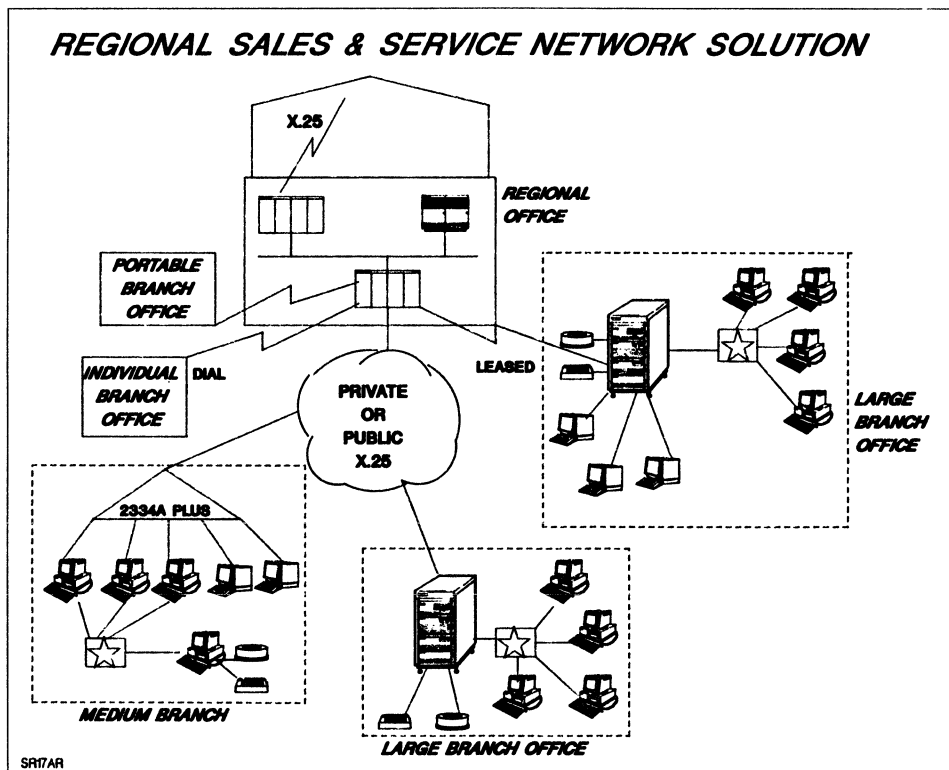 REGIONAL SALES & SERVICE NETWORK SOLUTION
X.25
REGIONAL
OFFICE
PORTABLE
BRANCH
OFFICE
INDIVIDUAL
BRANCH
OFFICE
DIAL
LEASED
PRIVATE
OR
PUBLIC
X.25
LARGE
BRANCH
OFFICE
2334A PLUS
MEDIUM BRANCH
LARGE BRANCH OFFICE
SR17AR